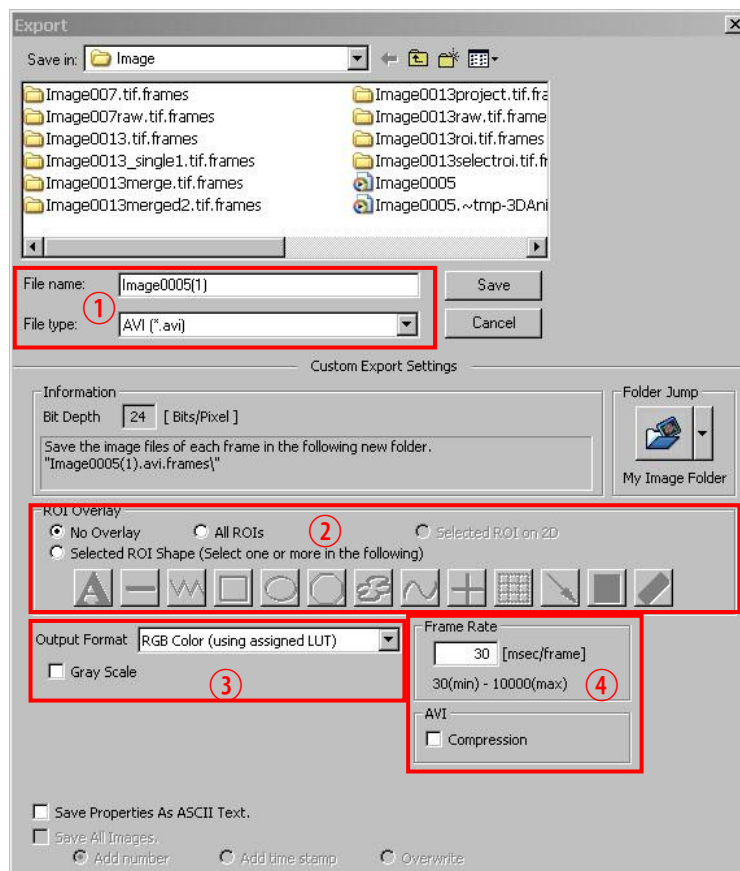 Export
Save in: Image
Image007.tif.frames
Image007raw.tif.frames
Image0013.tif.frames
Image0013_single1.tif.frames
Image0013merge.tif.frames
Image0013merged2.tif.frames
Image0013project.tif.fra
Image0013raw.tif.frame
Image0013roi.tif.frames
Image0013selectroi.tif.fr
Image0005
Image0005.~tmp-3DAni
File name: Image0005(1)
Save
①
File type: AVI (*.avi)
Cancel
Custom Export Settings
Information
Bit Depth 24 [ Bits/Pixel ]
Save the image files of each frame in the following new folder.
"Image0005(1).avi.frames\"
Folder Jump
My Image Folder
ROI Overlay
No Overlay All ROIs ② Selected ROI on 2D
Selected ROI Shape (Select one or more in the following)
A
Output Format RGB Color (using assigned LUT)
Gray Scale
③
Frame Rate
30 [msec/frame]
30(min) - 10000(max) ④
AVI
Compression
Save Properties As ASCII Text.
Save All Images.
Add number Add time stamp Overwrite